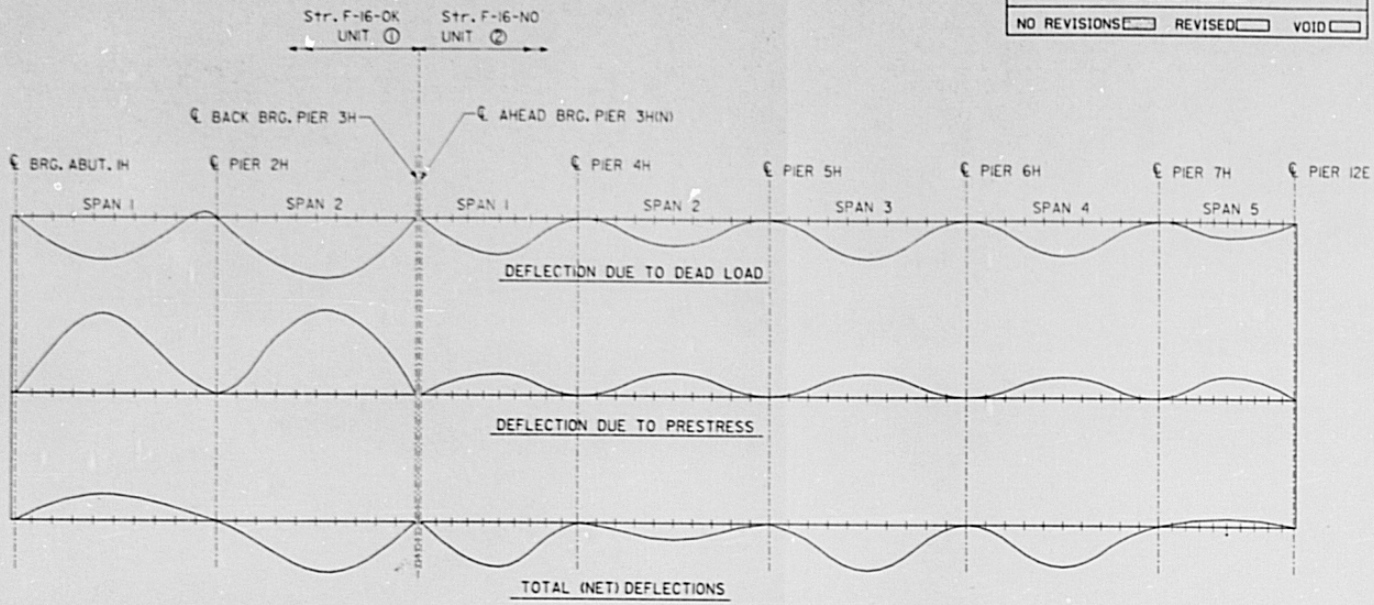 NO REVISIONS REVISED VOID
Str. F-16-OK Str. F-16-NO
UNIT ① UNIT ②
℄ BACK BRG. PIER 3H
℄ AHEAD BRG. PIER 3H(N)
℄ BRG. ABUT. 1H
℄ PIER 2H
℄ PIER 4H
℄ PIER 5H
℄ PIER 6H
℄ PIER 7H
℄ PIER 12E
SPAN 1 SPAN 2 SPAN 1 SPAN 2 SPAN 3 SPAN 4 SPAN 5
DEFLECTION DUE TO DEAD LOAD
DEFLECTION DUE TO PRESTRESS
TOTAL (NET) DEFLECTIONS